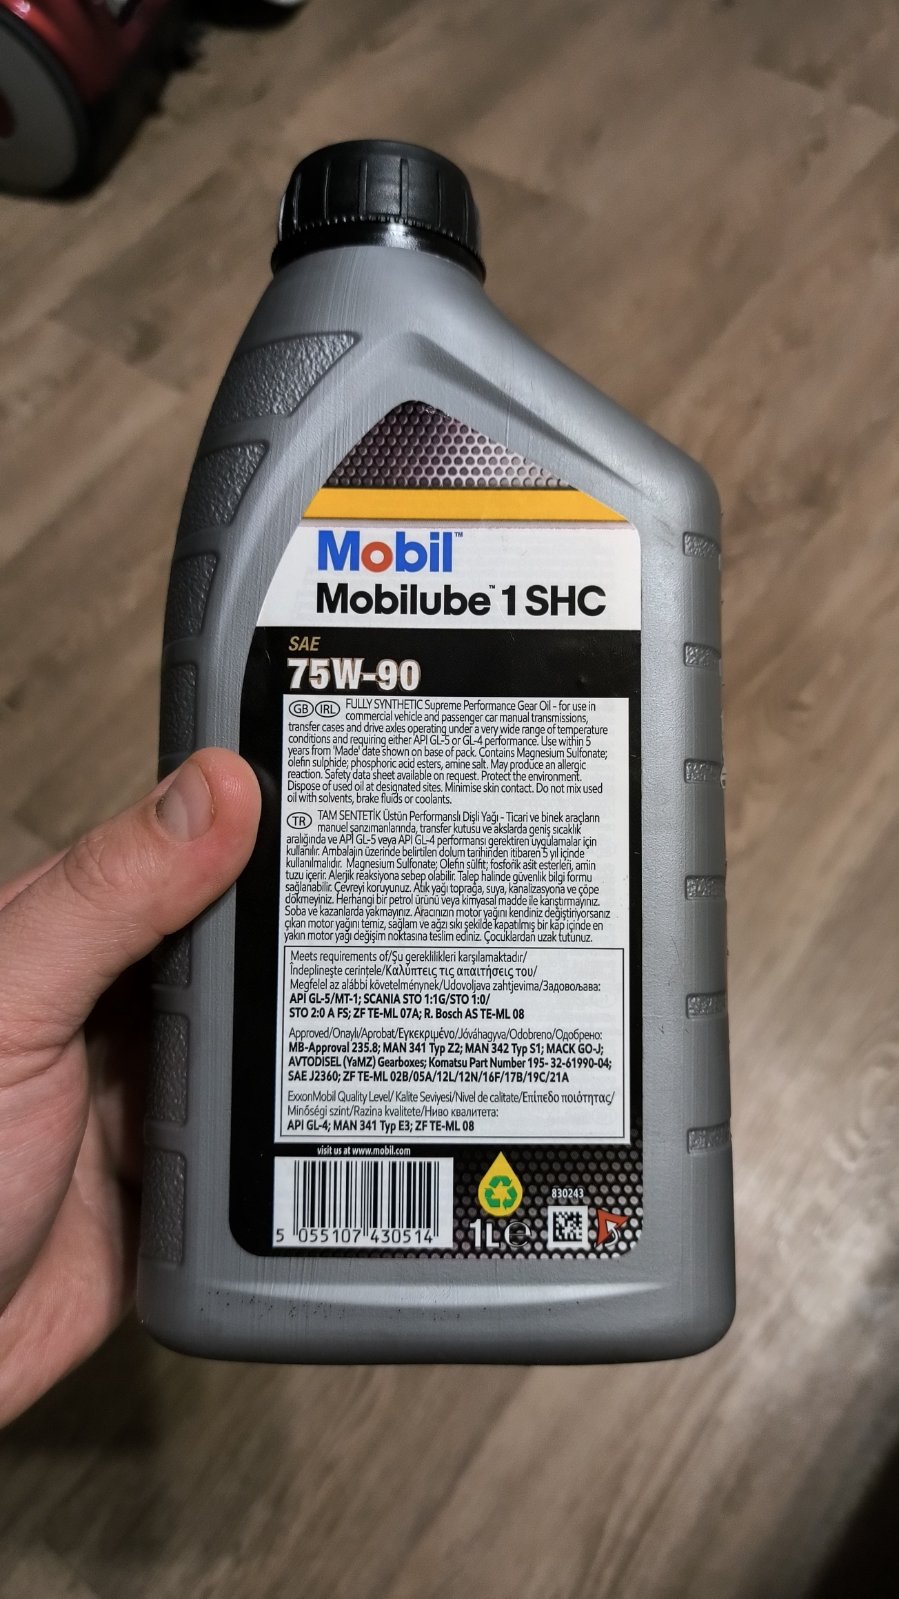 Mobil™
Mobilube™ 1 SHC
SAE
75W-90
GB IRL FULLY SYNTHETIC Supreme Performance Gear Oil - for use in
commercial vehicle and passenger car manual transmissions,
transfer cases and drive axles operating under a very wide range of temperature
conditions and requiring either API GL-5 or GL-4 performance. Use within 5
years from 'Made' date shown on base of pack. Contains Magnesium Sulfonate;
olefin sulphide; phosphoric acid esters, amine salt. May produce an allergic
reaction. Safety data sheet available on request. Protect the environment.
Dispose of used oil at designated sites. Minimise skin contact. Do not mix used
oil with solvents, brake fluids or coolants.
TR TAM SENTETİK Üstün Performanslı Dişli Yağı - Ticari ve binek araçların
manuel şanzımanlarında, transfer kutusu ve akslarda geniş sıcaklık
aralığında ve API GL-5 veya API GL-4 performansı gerektiren uygulamalar için
kullanılır. Ambalajın üzerinde belirtilen dolum tarihinden itibaren 5 yıl içinde
kullanılmalıdır. Magnesium Sulfonate; Olefin sülfit; fosforik asit esterleri, amin
tuzu içerir. Alerjik reaksiyona sebep olabilir. Talep halinde güvenlik bilgi formu
sağlanabilir. Çevreyi koruyunuz. Atık yağı toprağa, suya, kanalizasyona ve çöpe
dökmeyiniz. Herhangi bir petrol ürünü veya kimyasal madde ile karıştırmayınız.
Soba ve kazanlarda yakmayınız. Aracınızın motor yağını kendiniz değiştiriyorsanız
çıkan motor yağını temiz, sağlam ve ağzı sıkı şekilde kapatılmış bir kap içinde en
yakın motor yağı değişim noktasına teslim ediniz. Çocuklardan uzak tutunuz.
Meets requirements of/Şu gereklilikleri karşılamaktadır/
Îndeplineşte cerinţele/Καλύπτεις τις απαιτήσεις του/
Megfelel az alábbi követelménynek/Udovoljava zahtjevima/Задовољава:
API GL-5/MT-1; SCANIA STO 1:1G/STO 1:0/
STO 2:0 A FS; ZF TE-ML 07A; R. Bosch AS TE-ML 08
Approved/Onaylı/Aprobat/Εγκεκριμένο/Jóváhagyva/Odobreno/Одобрено:
MB-Approval 235.8; MAN 341 Typ Z2; MAN 342 Typ S1; MACK GO-J;
AVTODISEL (YaMZ) Gearboxes; Komatsu Part Number 195- 32-61990-04;
SAE J2360; ZF TE-ML 02B/05A/12L/12N/16F/17B/19C/21A
ExxonMobil Quality Level/ Kalite Seviyesi/Nivel de calitate/Επίπεδο ποιότητας/
Minőségi szint/Razina kvalitete/Ниво квалитета:
API GL-4; MAN 341 Typ E3; ZF TE-ML 08
visit us at www.mobil.com
830243
5 055107 430514
1L e